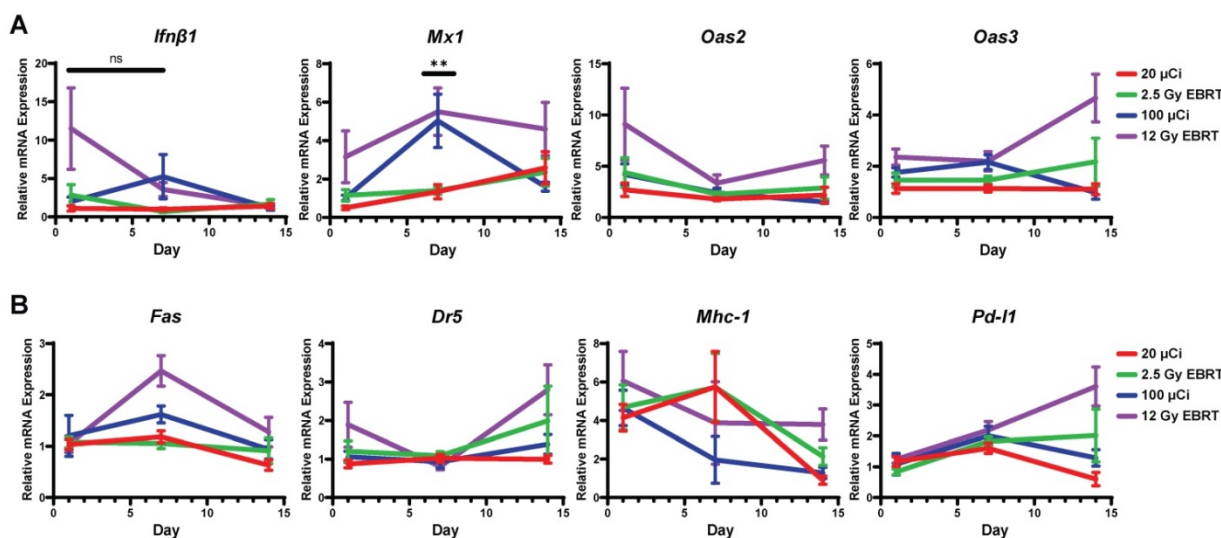 A
Ifnβ1
Mx1
Oas2
Oas3
Relative mRNA Expression
20
15
10
5
0
ns
0 5 10 15
Day
Relative mRNA Expression
8
6
4
2
0
**
0 5 10 15
Day
Relative mRNA Expression
15
10
5
0
0 5 10 15
Day
Relative mRNA Expression
6
4
2
0
0 5 10 15
Day
20 µCi
2.5 Gy EBRT
100 µCi
12 Gy EBRT
B
Fas
Dr5
Mhc-1
Pd-l1
Relative mRNA Expression
3
2
1
0
0 5 10 15
Day
Relative mRNA Expression
4
3
2
1
0
0 5 10 15
Day
Relative mRNA Expression
8
6
4
2
0
0 5 10 15
Day
Relative mRNA Expression
5
4
3
2
1
0
0 5 10 15
Day
20 µCi
2.5 Gy EBRT
100 µCi
12 Gy EBRT